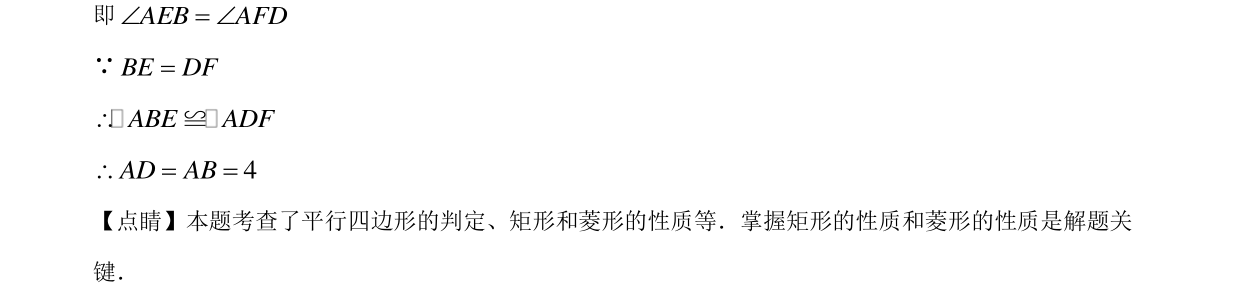 即 ∠AEB = ∠AFD
∵ BE = DF
∴□ ABE ≌□ ADF
∴ AD = AB = 4
【点睛】本题考查了平行四边形的判定、矩形和菱形的性质等．掌握矩形的性质和菱形的性质是解题关
键．